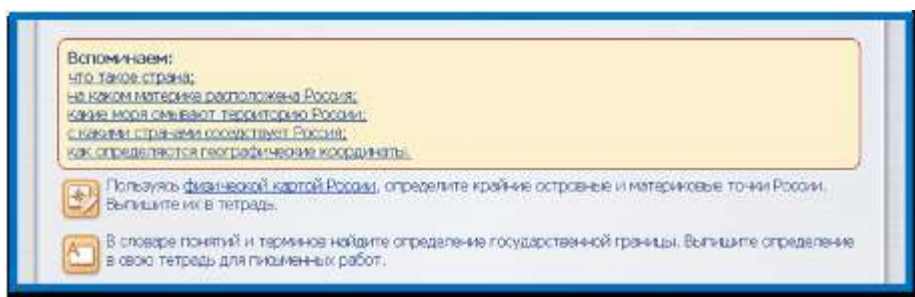 Вспоминаем:
что такое страна;
на каком материке расположена Россия;
какие моря омывают территорию России;
с какими странами соседствует Россия;
как определяются географические координаты.
Пользуясь физической картой России, определите крайние островные и материковые точки России.
Выпишите их в тетрадь.
В словаре понятий и терминов найдите определение государственной границы. Выпишите определение
в свою тетрадь для письменных работ.